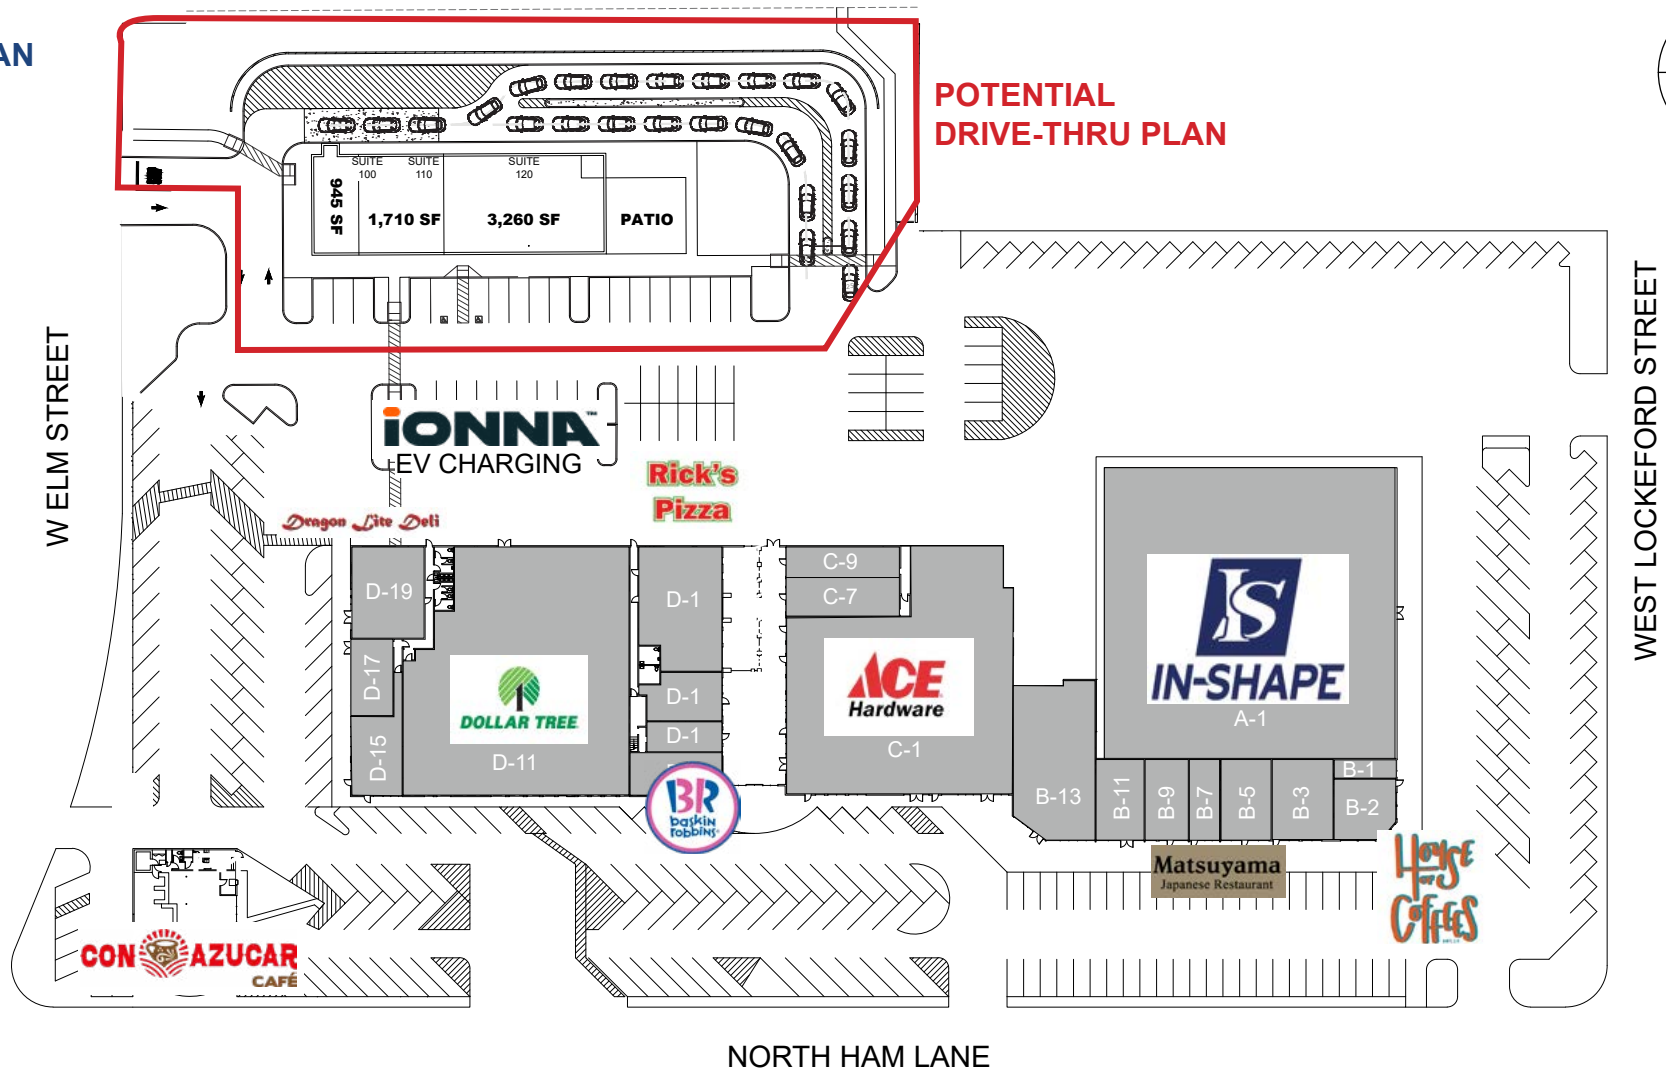 AN
POTENTIAL
DRIVE-THRU PLAN
SUITE
100
SUITE
110
SUITE
120
945 SF
1,710 SF
3,260 SF
PATIO
W ELM STREET
WEST LOCKEFORD STREET
iONNA™
EV CHARGING
Rick's
Pizza
Dragon Lite Deli
D-19
D-17
D-15
DOLLAR TREE
D-11
D-1
D-1
D-1
BR
baskin
robbins
C-9
C-7
ACE
Hardware
C-1
IS
IN-SHAPE
A-1
B-13
B-11
B-9
B-7
B-5
B-3
B-1
B-2
Matsuyama
Japanese Restaurant
HOUSE
OF
COFFEES
CON AZUCAR
CAFÉ
NORTH HAM LANE